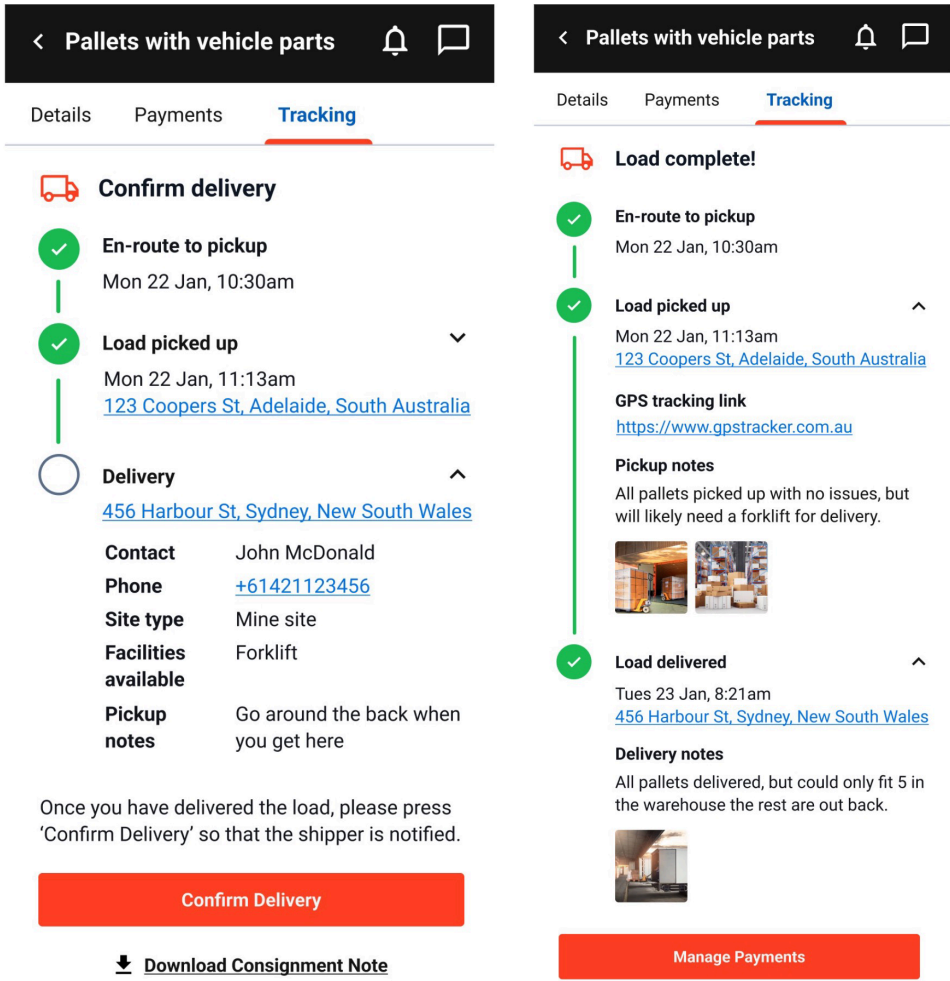 Pallets with vehicle parts
Details Payments Tracking
Confirm delivery
En-route to pickup
Mon 22 Jan, 10:30am
Load picked up
Mon 22 Jan, 11:13am
123 Coopers St, Adelaide, South Australia
Delivery
456 Harbour St, Sydney, New South Wales
Contact John McDonald
Phone +61421123456
Site type Mine site
Facilities Forklift
available
Pickup Go around the back when
notes you get here
Once you have delivered the load, please press
‘Confirm Delivery’ so that the shipper is notified.
Confirm Delivery
Download Consignment Note
Pallets with vehicle parts
Details Payments Tracking
Load complete!
En-route to pickup
Mon 22 Jan, 10:30am
Load picked up
Mon 22 Jan, 11:13am
123 Coopers St, Adelaide, South Australia
GPS tracking link
https://www.gpstracker.com.au
Pickup notes
All pallets picked up with no issues, but
will likely need a forklift for delivery.
Load delivered
Tues 23 Jan, 8:21am
456 Harbour St, Sydney, New South Wales
Delivery notes
All pallets delivered, but could only fit 5 in
the warehouse the rest are out back.
Manage Payments